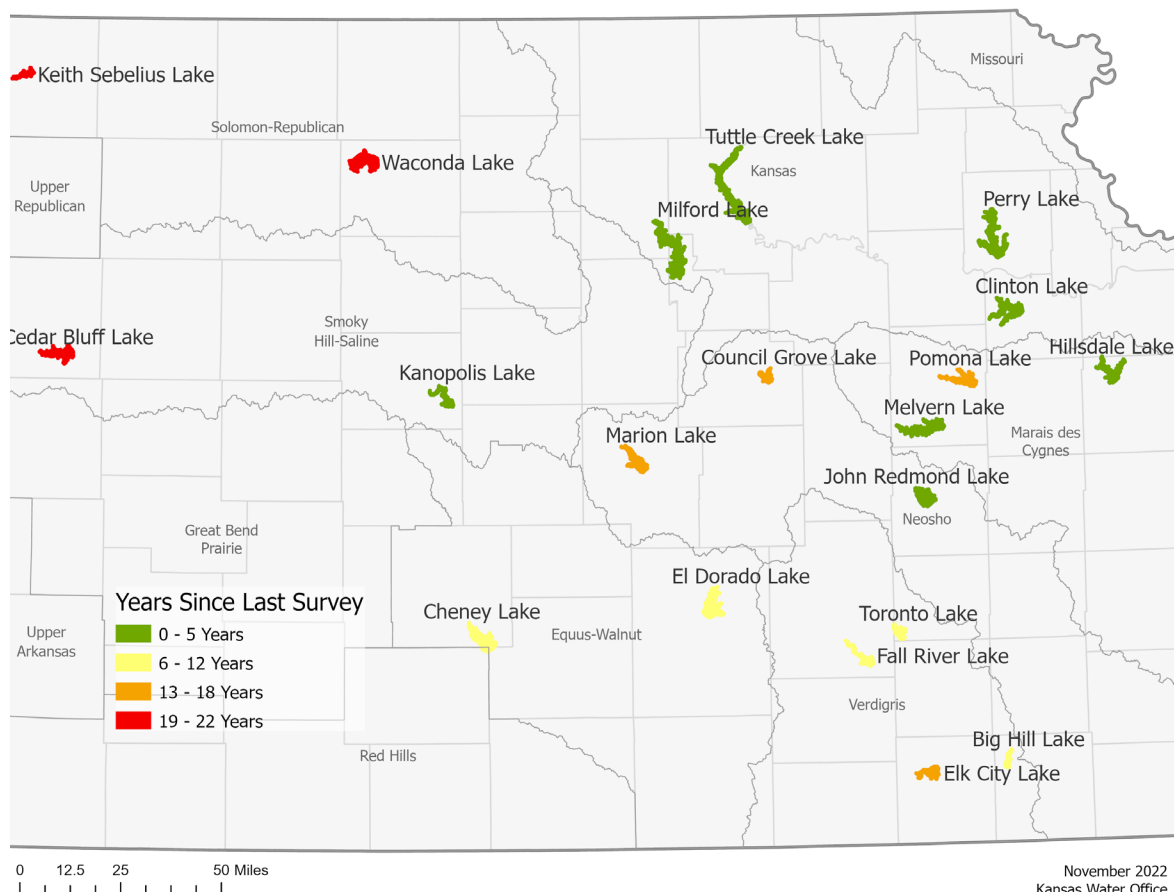 Missouri
Keith Sebelius Lake
Solomon-Republican
Tuttle Creek Lake
Waconda Lake
Kansas
Upper
Republican
Perry Lake
Milford Lake
Clinton Lake
Smoky
Hill-Saline
Cedar Bluff Lake
Hillsdale Lake
Council Grove Lake
Pomona Lake
Kanopolis Lake
Melvern Lake
Marion Lake
Marais des
Cygnes
John Redmond Lake
Neosho
Great Bend
Prairie
El Dorado Lake
Years Since Last Survey
0 - 5 Years
6 - 12 Years
13 - 18 Years
19 - 22 Years
Cheney Lake
Toronto Lake
Upper
Arkansas
Equus-Walnut
Fall River Lake
Verdigris
Big Hill Lake
Red Hills
Elk City Lake
0 12.5 25 50 Miles
November 2022
Kansas Water Office